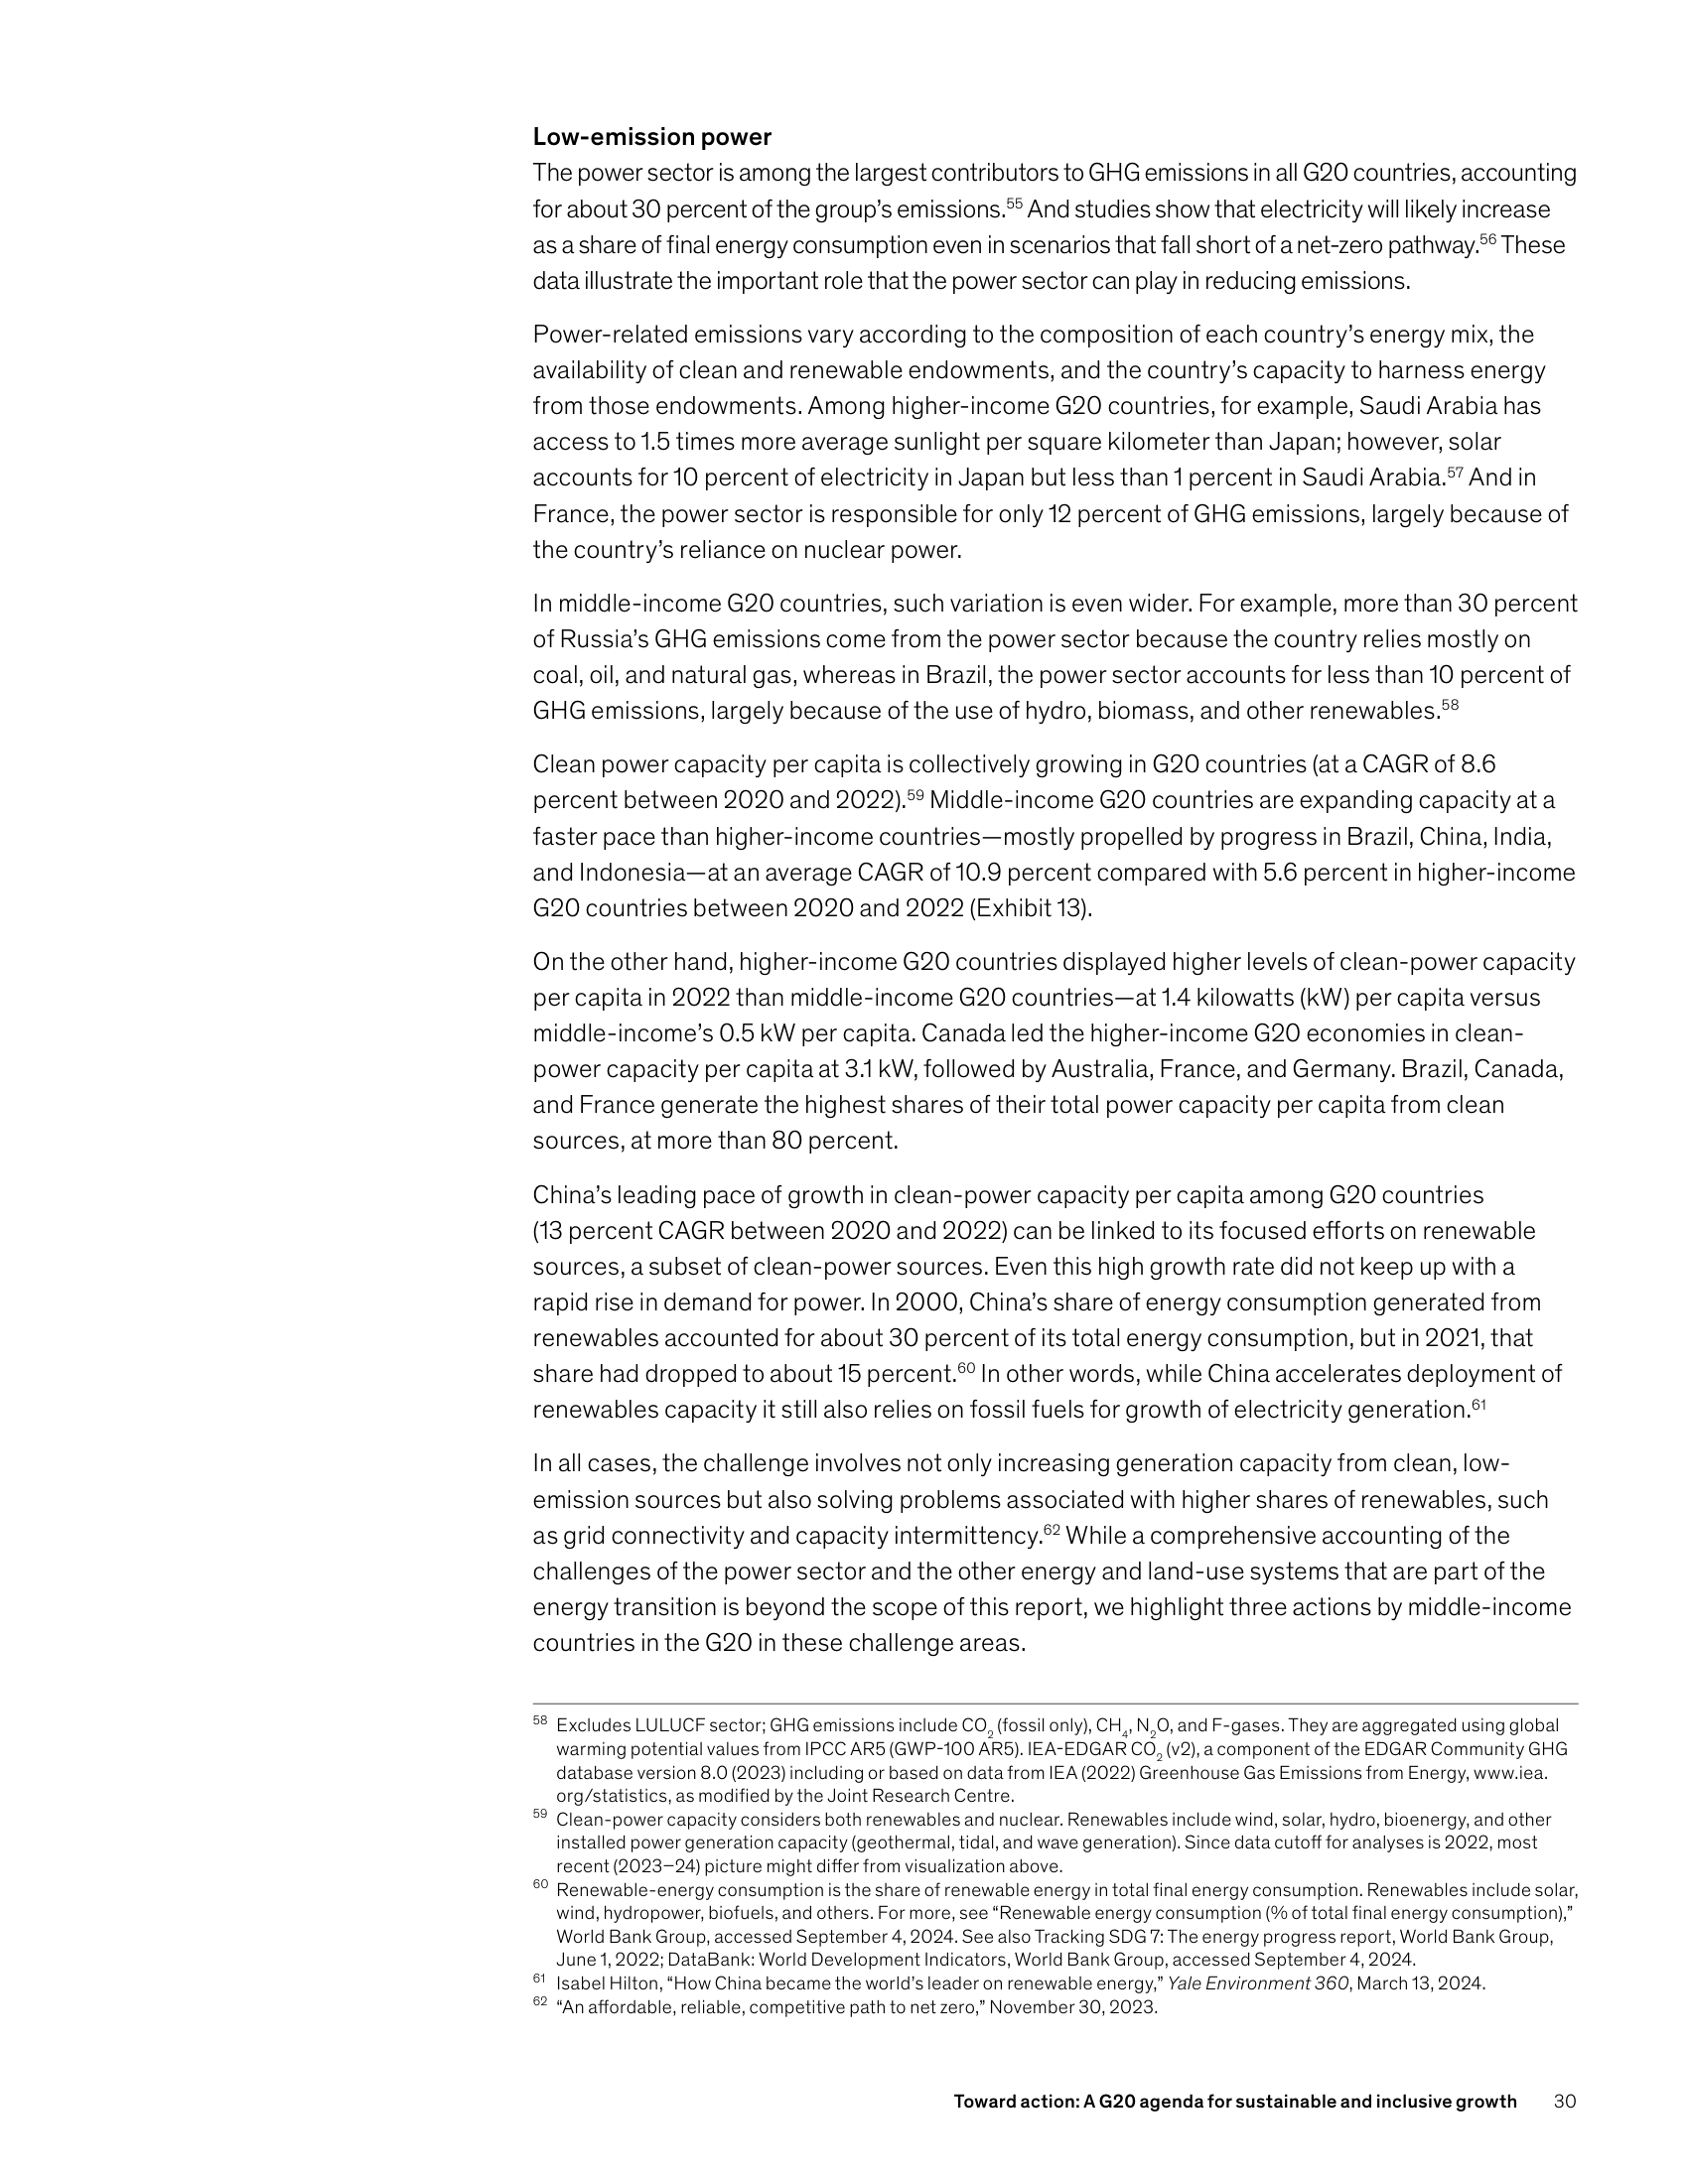 Low-emission power
The power sector is among the largest contributors to GHG emissions in all G20 countries, accounting
for about 30 percent of the group’s emissions.55 And studies show that electricity will likely increase
as a share of final energy consumption even in scenarios that fall short of a net-zero pathway.56 These
data illustrate the important role that the power sector can play in reducing emissions.
Power-related emissions vary according to the composition of each country’s energy mix, the
availability of clean and renewable endowments, and the country’s capacity to harness energy
from those endowments. Among higher-income G20 countries, for example, Saudi Arabia has
access to 1.5 times more average sunlight per square kilometer than Japan; however, solar
accounts for 10 percent of electricity in Japan but less than 1 percent in Saudi Arabia.57 And in
France, the power sector is responsible for only 12 percent of GHG emissions, largely because of
the country’s reliance on nuclear power.
In middle-income G20 countries, such variation is even wider. For example, more than 30 percent
of Russia’s GHG emissions come from the power sector because the country relies mostly on
coal, oil, and natural gas, whereas in Brazil, the power sector accounts for less than 10 percent of
GHG emissions, largely because of the use of hydro, biomass, and other renewables.58
Clean power capacity per capita is collectively growing in G20 countries (at a CAGR of 8.6
percent between 2020 and 2022).59 Middle-income G20 countries are expanding capacity at a
faster pace than higher-income countries—mostly propelled by progress in Brazil, China, India,
and Indonesia—at an average CAGR of 10.9 percent compared with 5.6 percent in higher-income
G20 countries between 2020 and 2022 (Exhibit 13).
On the other hand, higher-income G20 countries displayed higher levels of clean-power capacity
per capita in 2022 than middle-income G20 countries—at 1.4 kilowatts (kW) per capita versus
middle-income’s 0.5 kW per capita. Canada led the higher-income G20 economies in clean-
power capacity per capita at 3.1 kW, followed by Australia, France, and Germany. Brazil, Canada,
and France generate the highest shares of their total power capacity per capita from clean
sources, at more than 80 percent.
China’s leading pace of growth in clean-power capacity per capita among G20 countries
(13 percent CAGR between 2020 and 2022) can be linked to its focused efforts on renewable
sources, a subset of clean-power sources. Even this high growth rate did not keep up with a
rapid rise in demand for power. In 2000, China’s share of energy consumption generated from
renewables accounted for about 30 percent of its total energy consumption, but in 2021, that
share had dropped to about 15 percent.60 In other words, while China accelerates deployment of
renewables capacity it still also relies on fossil fuels for growth of electricity generation.61
In all cases, the challenge involves not only increasing generation capacity from clean, low-
emission sources but also solving problems associated with higher shares of renewables, such
as grid connectivity and capacity intermittency.62 While a comprehensive accounting of the
challenges of the power sector and the other energy and land-use systems that are part of the
energy transition is beyond the scope of this report, we highlight three actions by middle-income
countries in the G20 in these challenge areas.
58 Excludes LULUCF sector; GHG emissions include CO2 (fossil only), CH4, N2O, and F-gases. They are aggregated using global
warming potential values from IPCC AR5 (GWP-100 AR5). IEA-EDGAR CO2 (v2), a component of the EDGAR Community GHG
database version 8.0 (2023) including or based on data from IEA (2022) Greenhouse Gas Emissions from Energy, www.iea.
org/statistics, as modified by the Joint Research Centre.
59 Clean-power capacity considers both renewables and nuclear. Renewables include wind, solar, hydro, bioenergy, and other
installed power generation capacity (geothermal, tidal, and wave generation). Since data cutoff for analyses is 2022, most
recent (2023–24) picture might differ from visualization above.
60 Renewable-energy consumption is the share of renewable energy in total final energy consumption. Renewables include solar,
wind, hydropower, biofuels, and others. For more, see “Renewable energy consumption (% of total final energy consumption),”
World Bank Group, accessed September 4, 2024. See also Tracking SDG 7: The energy progress report, World Bank Group,
June 1, 2022; DataBank: World Development Indicators, World Bank Group, accessed September 4, 2024.
61 Isabel Hilton, “How China became the world’s leader on renewable energy,” Yale Environment 360, March 13, 2024.
62 “An affordable, reliable, competitive path to net zero,” November 30, 2023.
Toward action: A G20 agenda for sustainable and inclusive growth 30